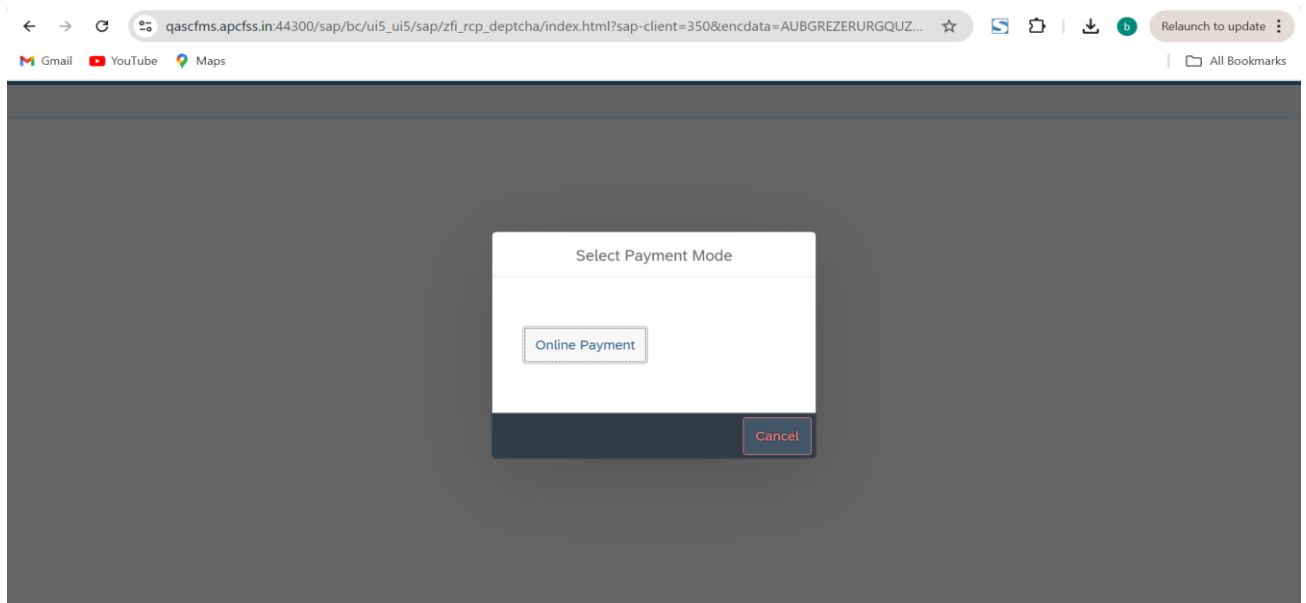 qascfms.apcfss.in:44300/sap/bc/ui5_ui5/sap/zfi_rcp_deptcha/index.html?sap-client=350&encdata=AUBGREZERURGQUZ...
b
Relaunch to update
Gmail
YouTube
Maps
All Bookmarks
Select Payment Mode
Online Payment
Cancel